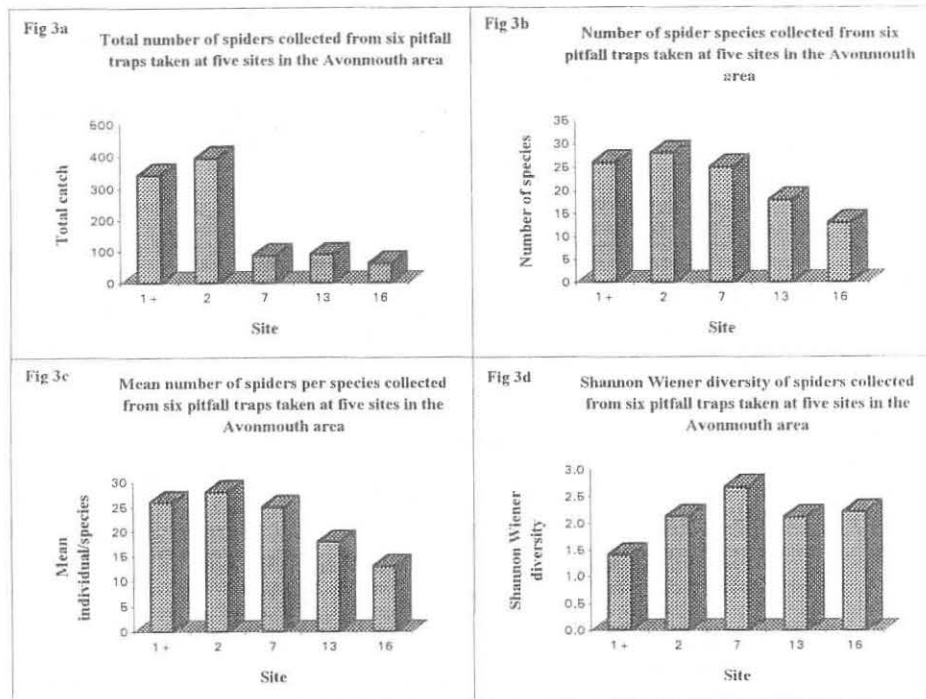 Fig 3a
Total number of spiders collected from six pitfall
traps taken at five sites in the Avonmouth area
Total catch
500
400
300
200
100
0
1 +
2
7
13
16
Site
Fig 3b
Number of spider species collected from six
pitfall traps taken at five sites in the Avonmouth
area
Number of species
35
30
25
20
15
10
5
0
1 +
2
7
13
16
Site
Fig 3c
Mean number of spiders per species collected
from six pitfall traps taken at five sites in the
Avonmouth area
Mean
individual/species
30
25
20
15
10
5
0
1 +
2
7
13
16
Site
Fig 3d
Shannon Wiener diversity of spiders collected
from six pitfall traps taken at five sites in the
Avonmouth area
Shannon Wiener
diversity
3.0
2.5
2.0
1.5
1.0
0.5
0.0
1 +
2
7
13
16
Site